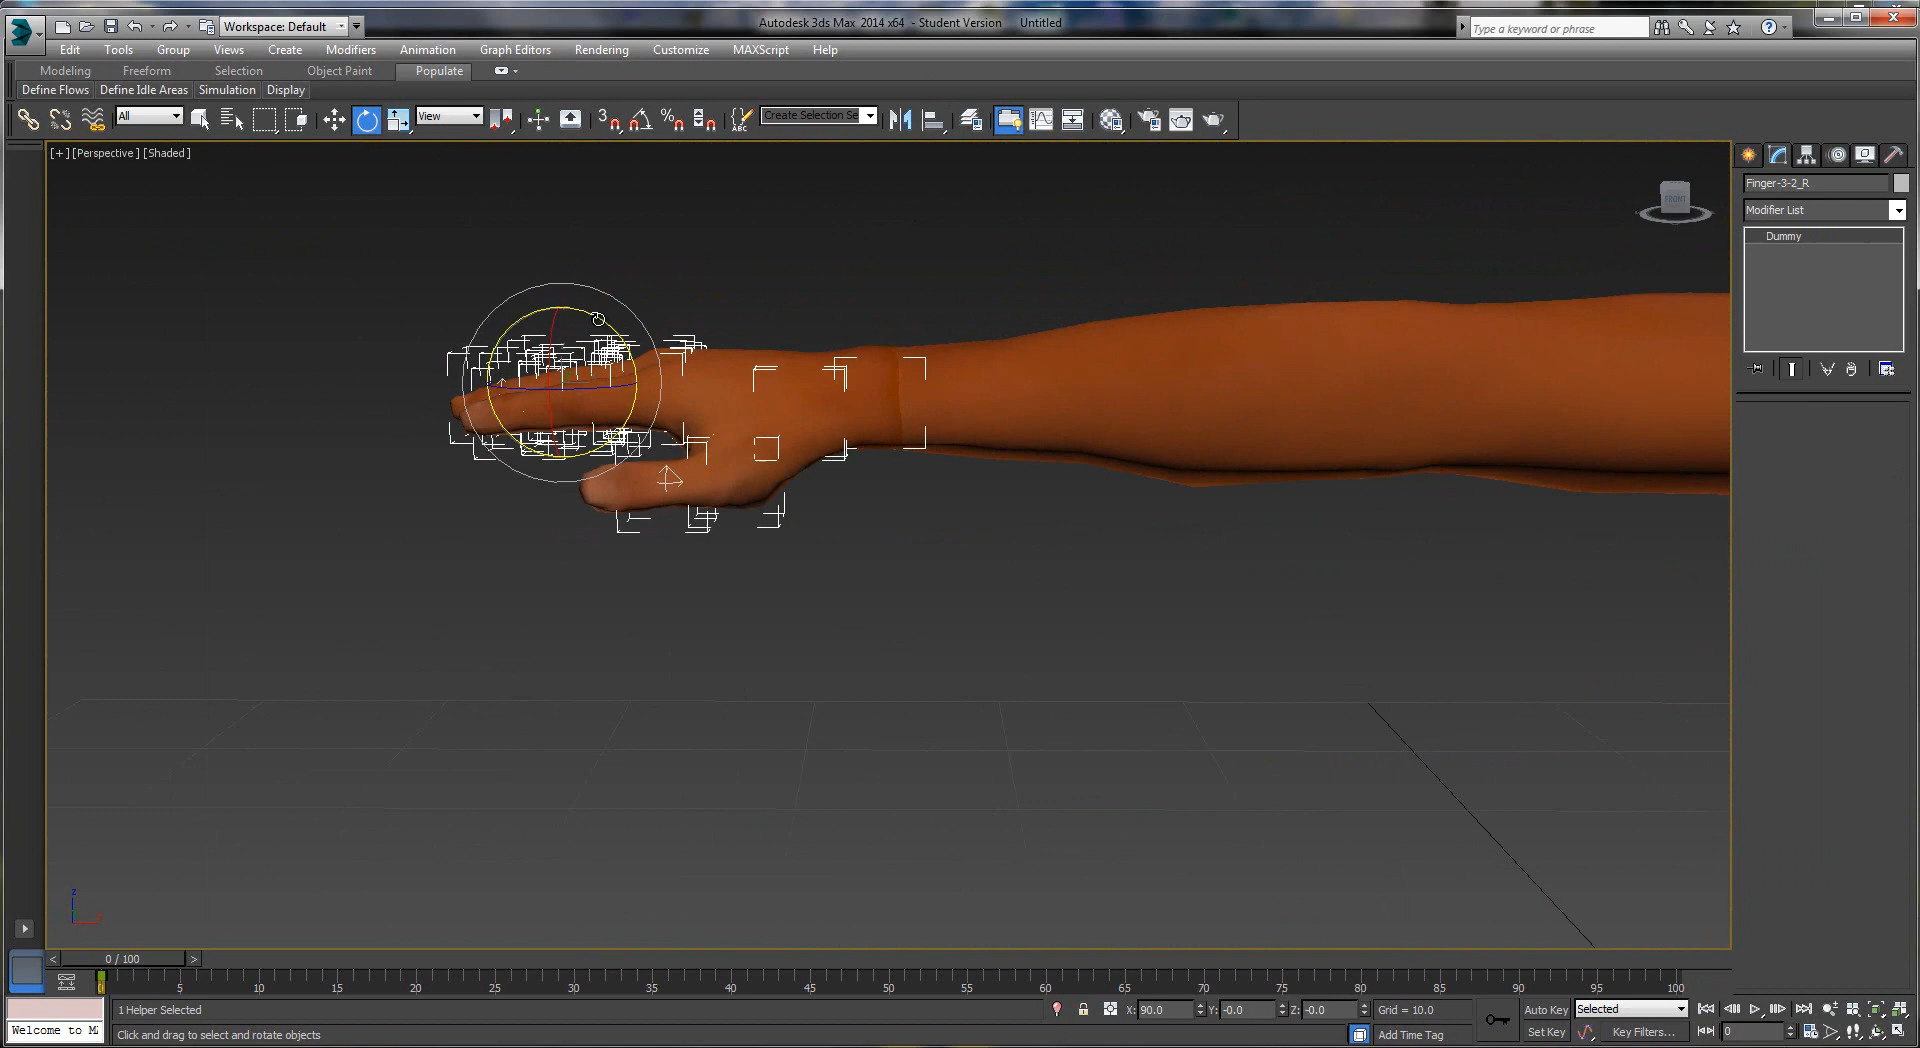 Workspace: Default
Autodesk 3ds Max 2014 x64 - Student Version Untitled
Type a keyword or phrase
Edit Tools Group Views Create Modifiers Animation Graph Editors Rendering Customize MAXScript Help
Modeling Freeform Selection Object Paint Populate
Define Flows Define Idle Areas Simulation Display
All View 3 % ABC Create Selection Se
[+] [Perspective] [Shaded]
FRONT
Finger-3-2_R
Modifier List
Dummy
z
< 0 / 100 >
0 5 10 15 20 25 30 35 40 45 50 55 60 65 70 75 80 85 90 95 100
1 Helper Selected X: 90.0 Y: -0.0 Z: -0.0 Grid = 10.0 Auto Key Selected
Welcome to M
Click and drag to select and rotate objects Add Time Tag Set Key Key Filters... 0